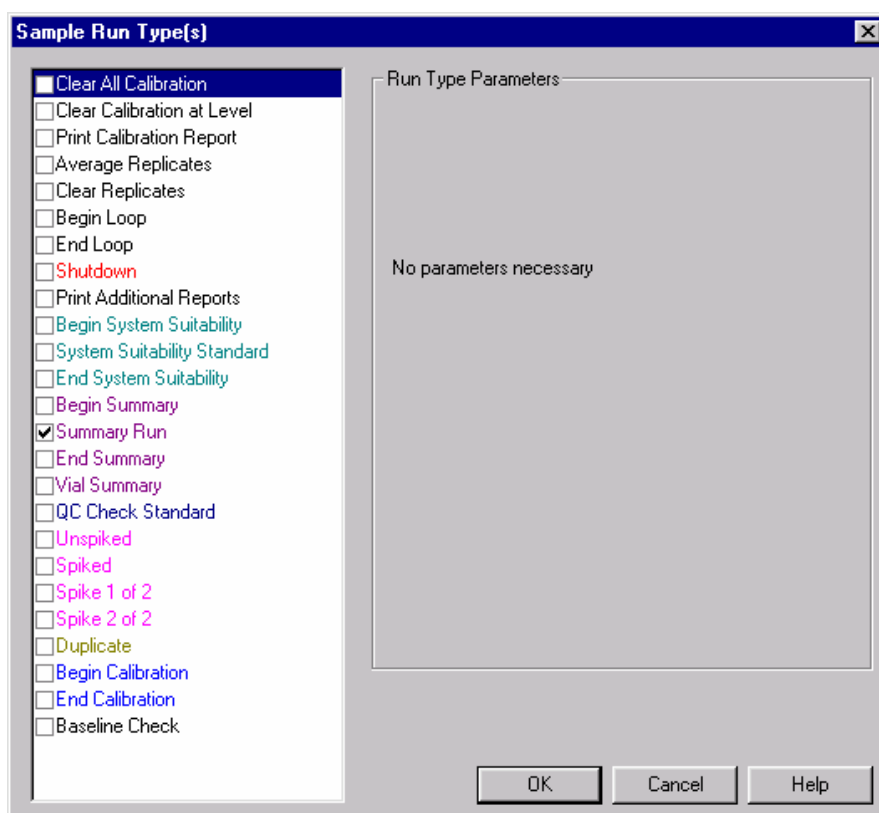 Sample Run Type(s)
Clear All Calibration
Clear Calibration at Level
Print Calibration Report
Average Replicates
Clear Replicates
Begin Loop
End Loop
Shutdown
Print Additional Reports
Begin System Suitability
System Suitability Standard
End System Suitability
Begin Summary
Summary Run
End Summary
Vial Summary
QC Check Standard
Unspiked
Spiked
Spike 1 of 2
Spike 2 of 2
Duplicate
Begin Calibration
End Calibration
Baseline Check
Run Type Parameters
No parameters necessary
OK Cancel Help